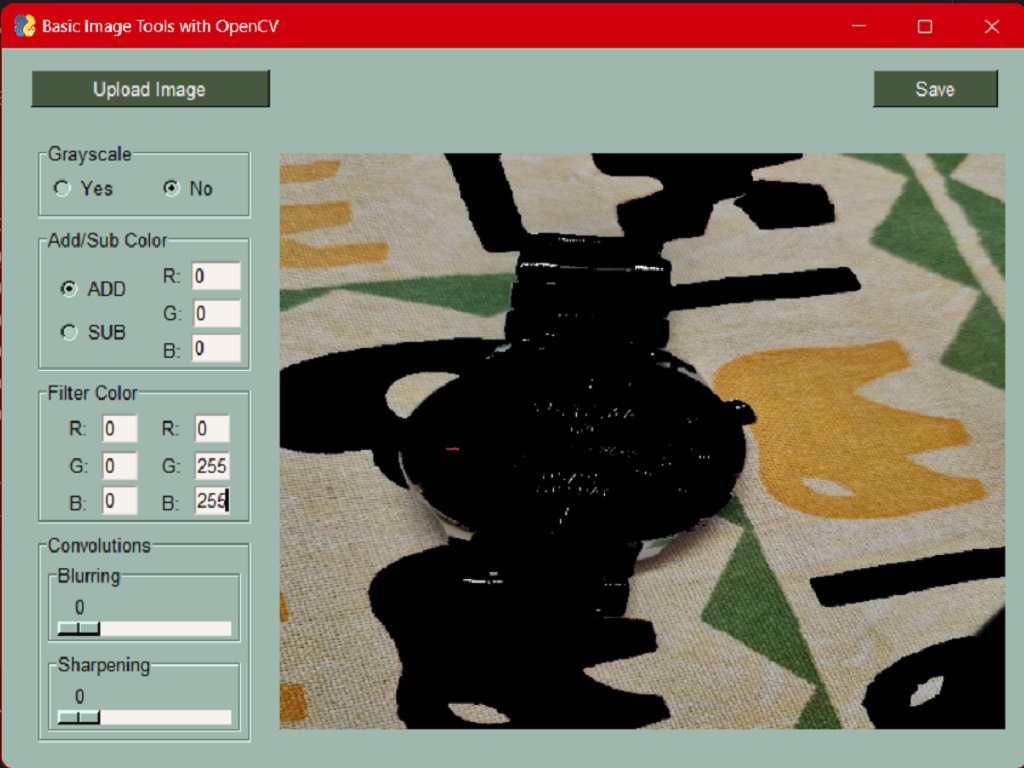 Basic Image Tools with OpenCV
Upload Image
Save
Grayscale
Yes
No
Add/Sub Color
ADD
SUB
R: 0
G: 0
B: 0
Filter Color
R: 0 R: 0
G: 0 G: 255
B: 0 B: 255
Convolutions
Blurring
0
Sharpening
0